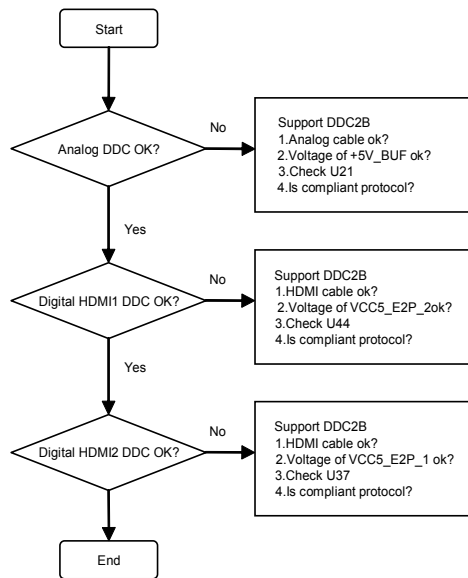 Start
Analog DDC OK?
No
Support DDC2B
1.Analog cable ok?
2.Voltage of +5V_BUF ok?
3.Check U21
4.Is compliant protocol?
Yes
Digital HDMI1 DDC OK?
No
Support DDC2B
1.HDMI cable ok?
2.Voltage of VCC5_E2P_2ok?
3.Check U44
4.Is compliant protocol?
Yes
Digital HDMI2 DDC OK?
No
Support DDC2B
1.HDMI cable ok?
2.Voltage of VCC5_E2P_1 ok?
3.Check U37
4.Is compliant protocol?
End